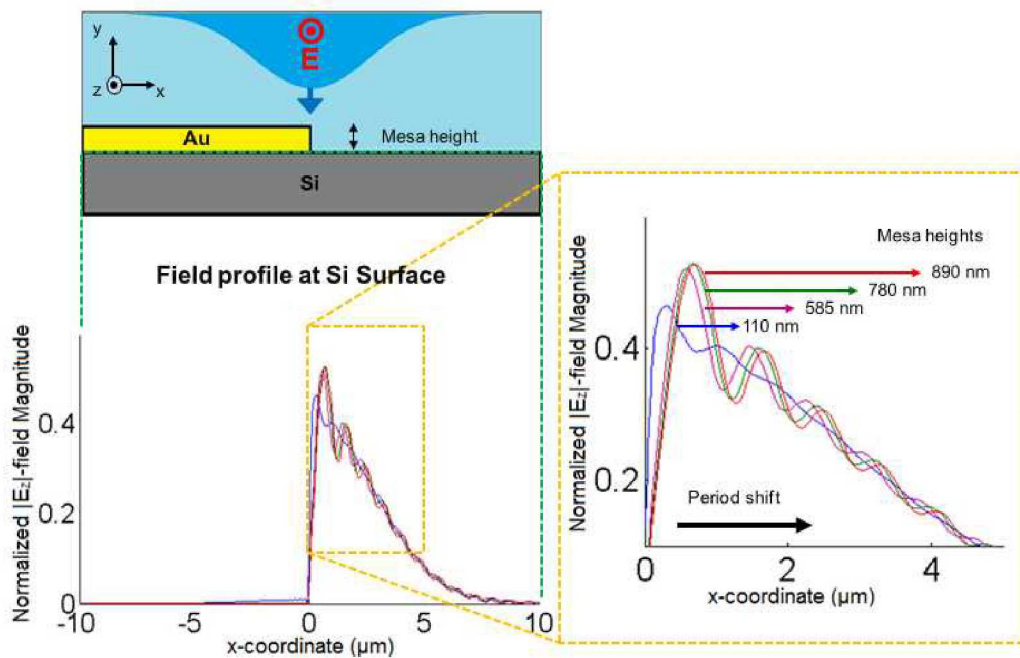 y
E
z
x
Au
Mesa height
Si
Field profile at Si Surface
Normalized |Ez|-field Magnitude
0.4
0.2
0
-10
-5
0
5
10
x-coordinate (µm)
Mesa heights
890 nm
780 nm
585 nm
110 nm
Normalized |Ez|-field Magnitude
0.4
0.2
Period shift
0
2
4
x-coordinate (µm)